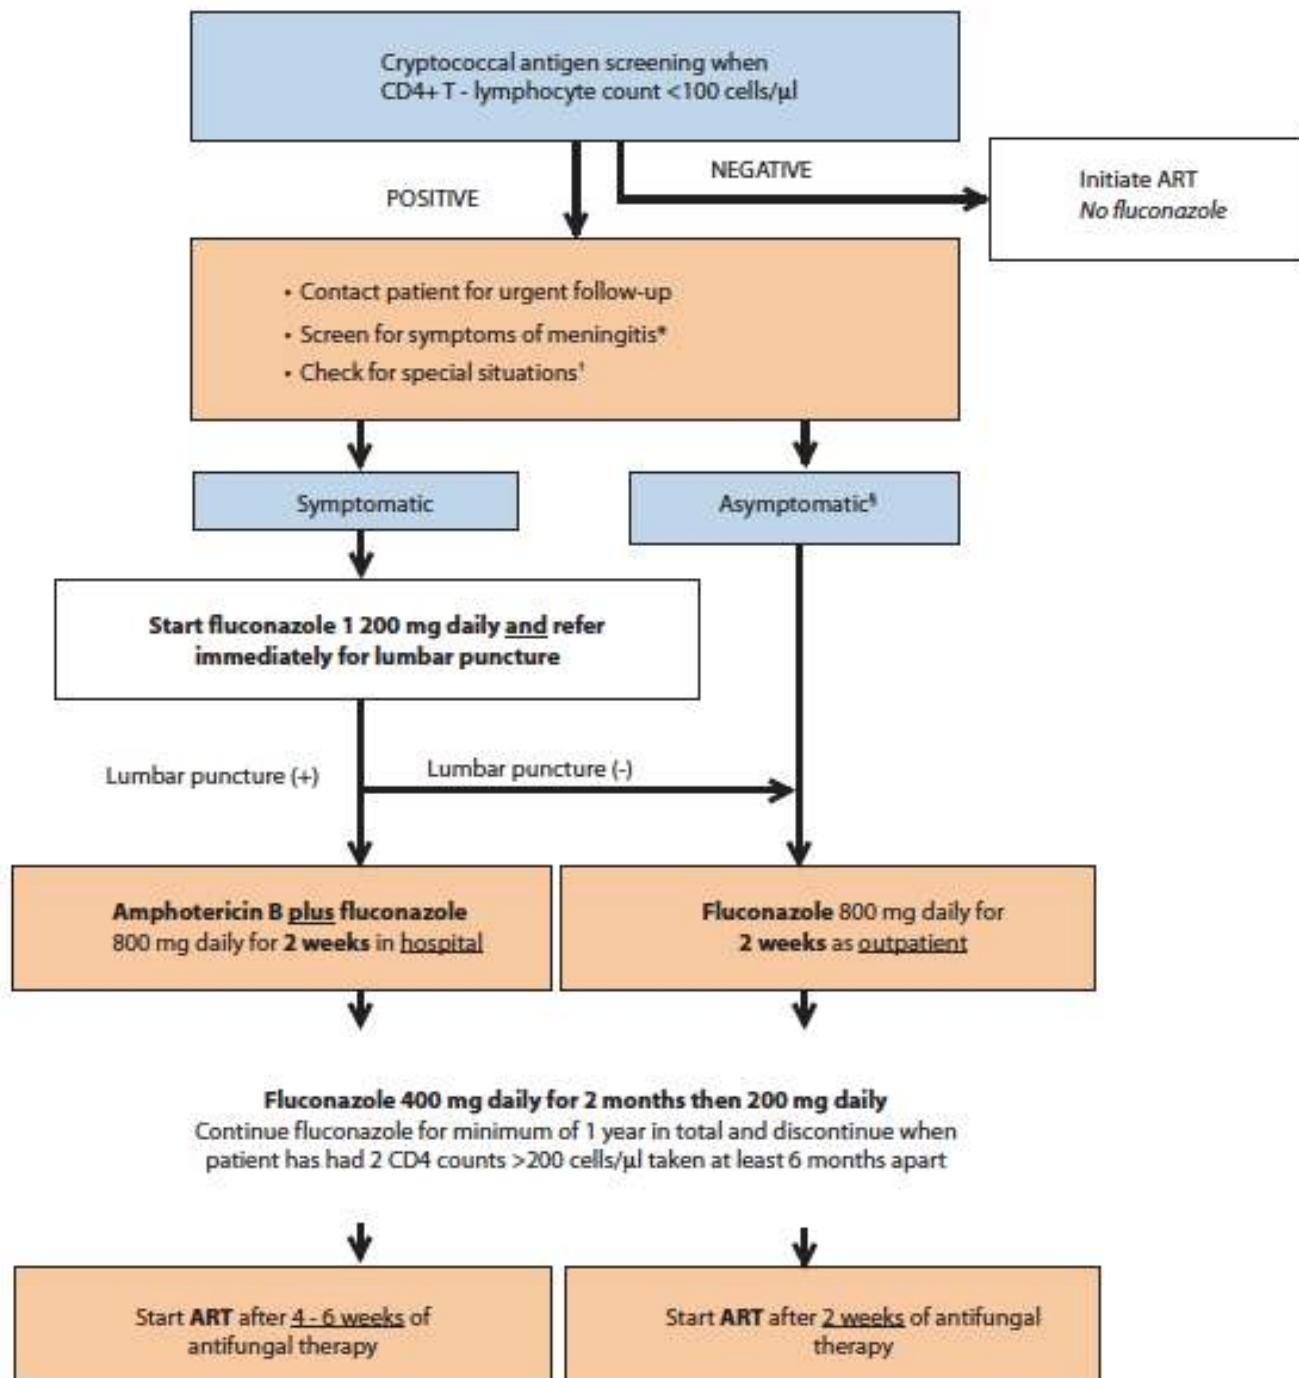 Cryptococcal antigen screening when
CD4+ T - lymphocyte count <100 cells/µl
NEGATIVE
POSITIVE
Initiate ART
No fluconazole
• Contact patient for urgent follow-up
• Screen for symptoms of meningitis*
• Check for special situations†
Symptomatic
Asymptomatic§
Start fluconazole 1 200 mg daily and refer
immediately for lumbar puncture
Lumbar puncture (+)
Lumbar puncture (-)
Amphotericin B plus fluconazole
800 mg daily for 2 weeks in hospital
Fluconazole 800 mg daily for
2 weeks as outpatient
Fluconazole 400 mg daily for 2 months then 200 mg daily
Continue fluconazole for minimum of 1 year in total and discontinue when
patient has had 2 CD4 counts >200 cells/µl taken at least 6 months apart
Start ART after 4 - 6 weeks of
antifungal therapy
Start ART after 2 weeks of antifungal
therapy